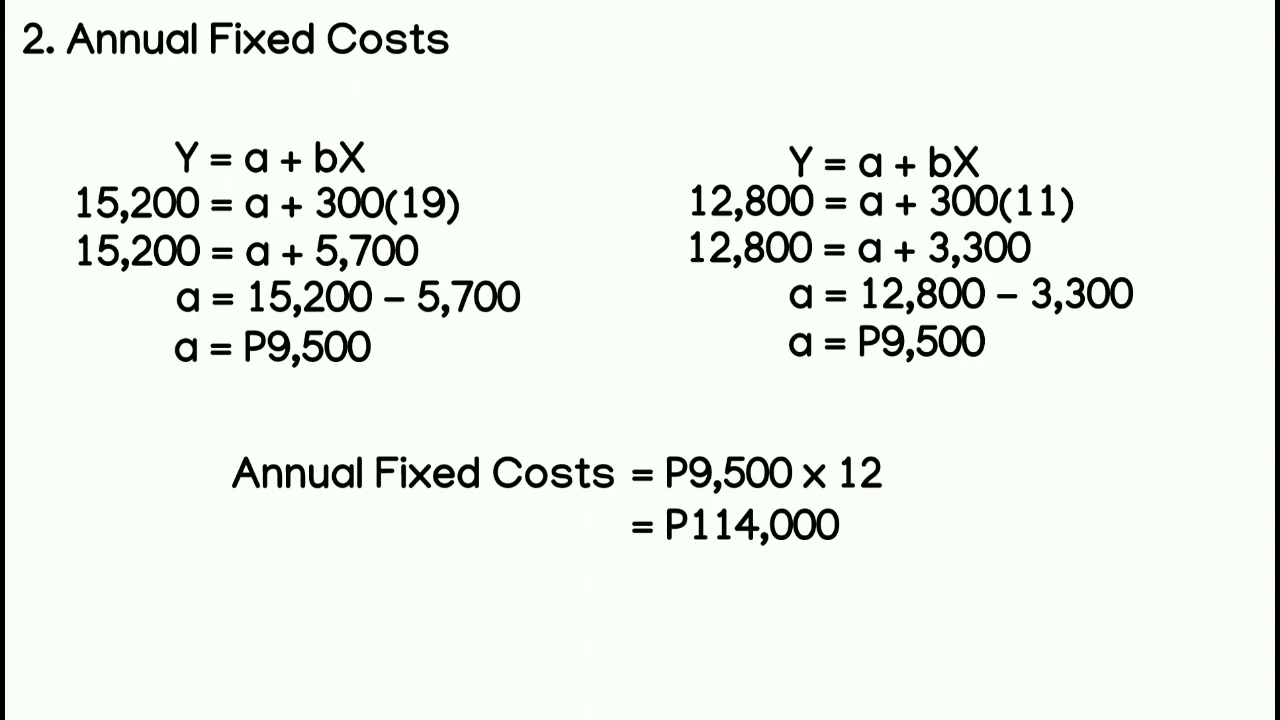 2. Annual Fixed Costs
Y = a + bX
15,200 = a + 300(19)
15,200 = a + 5,700
a = 15,200 – 5,700
a = P9,500
Y = a + bX
12,800 = a + 300(11)
12,800 = a + 3,300
a = 12,800 – 3,300
a = P9,500
Annual Fixed Costs = P9,500 x 12
= P114,000